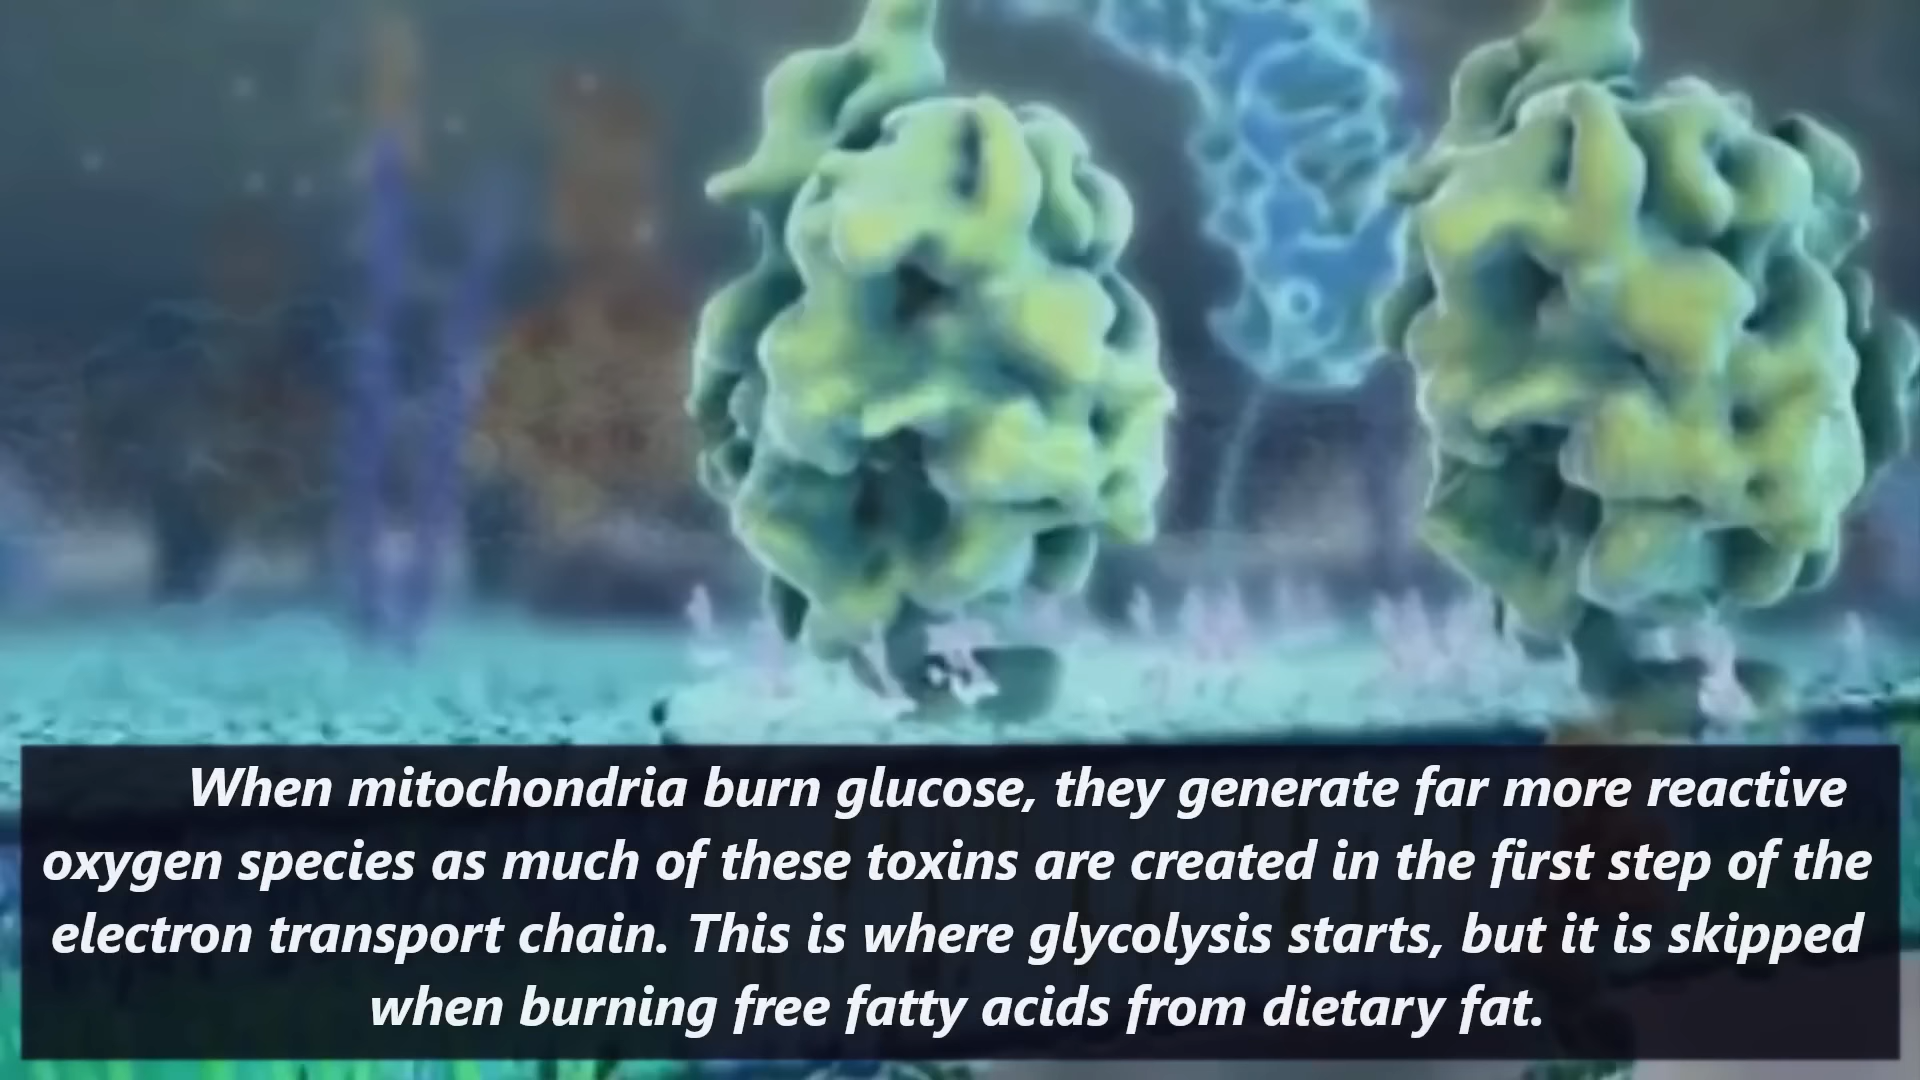 When mitochondria burn glucose, they generate far more reactive
oxygen species as much of these toxins are created in the first step of the
electron transport chain. This is where glycolysis starts, but it is skipped
when burning free fatty acids from dietary fat.